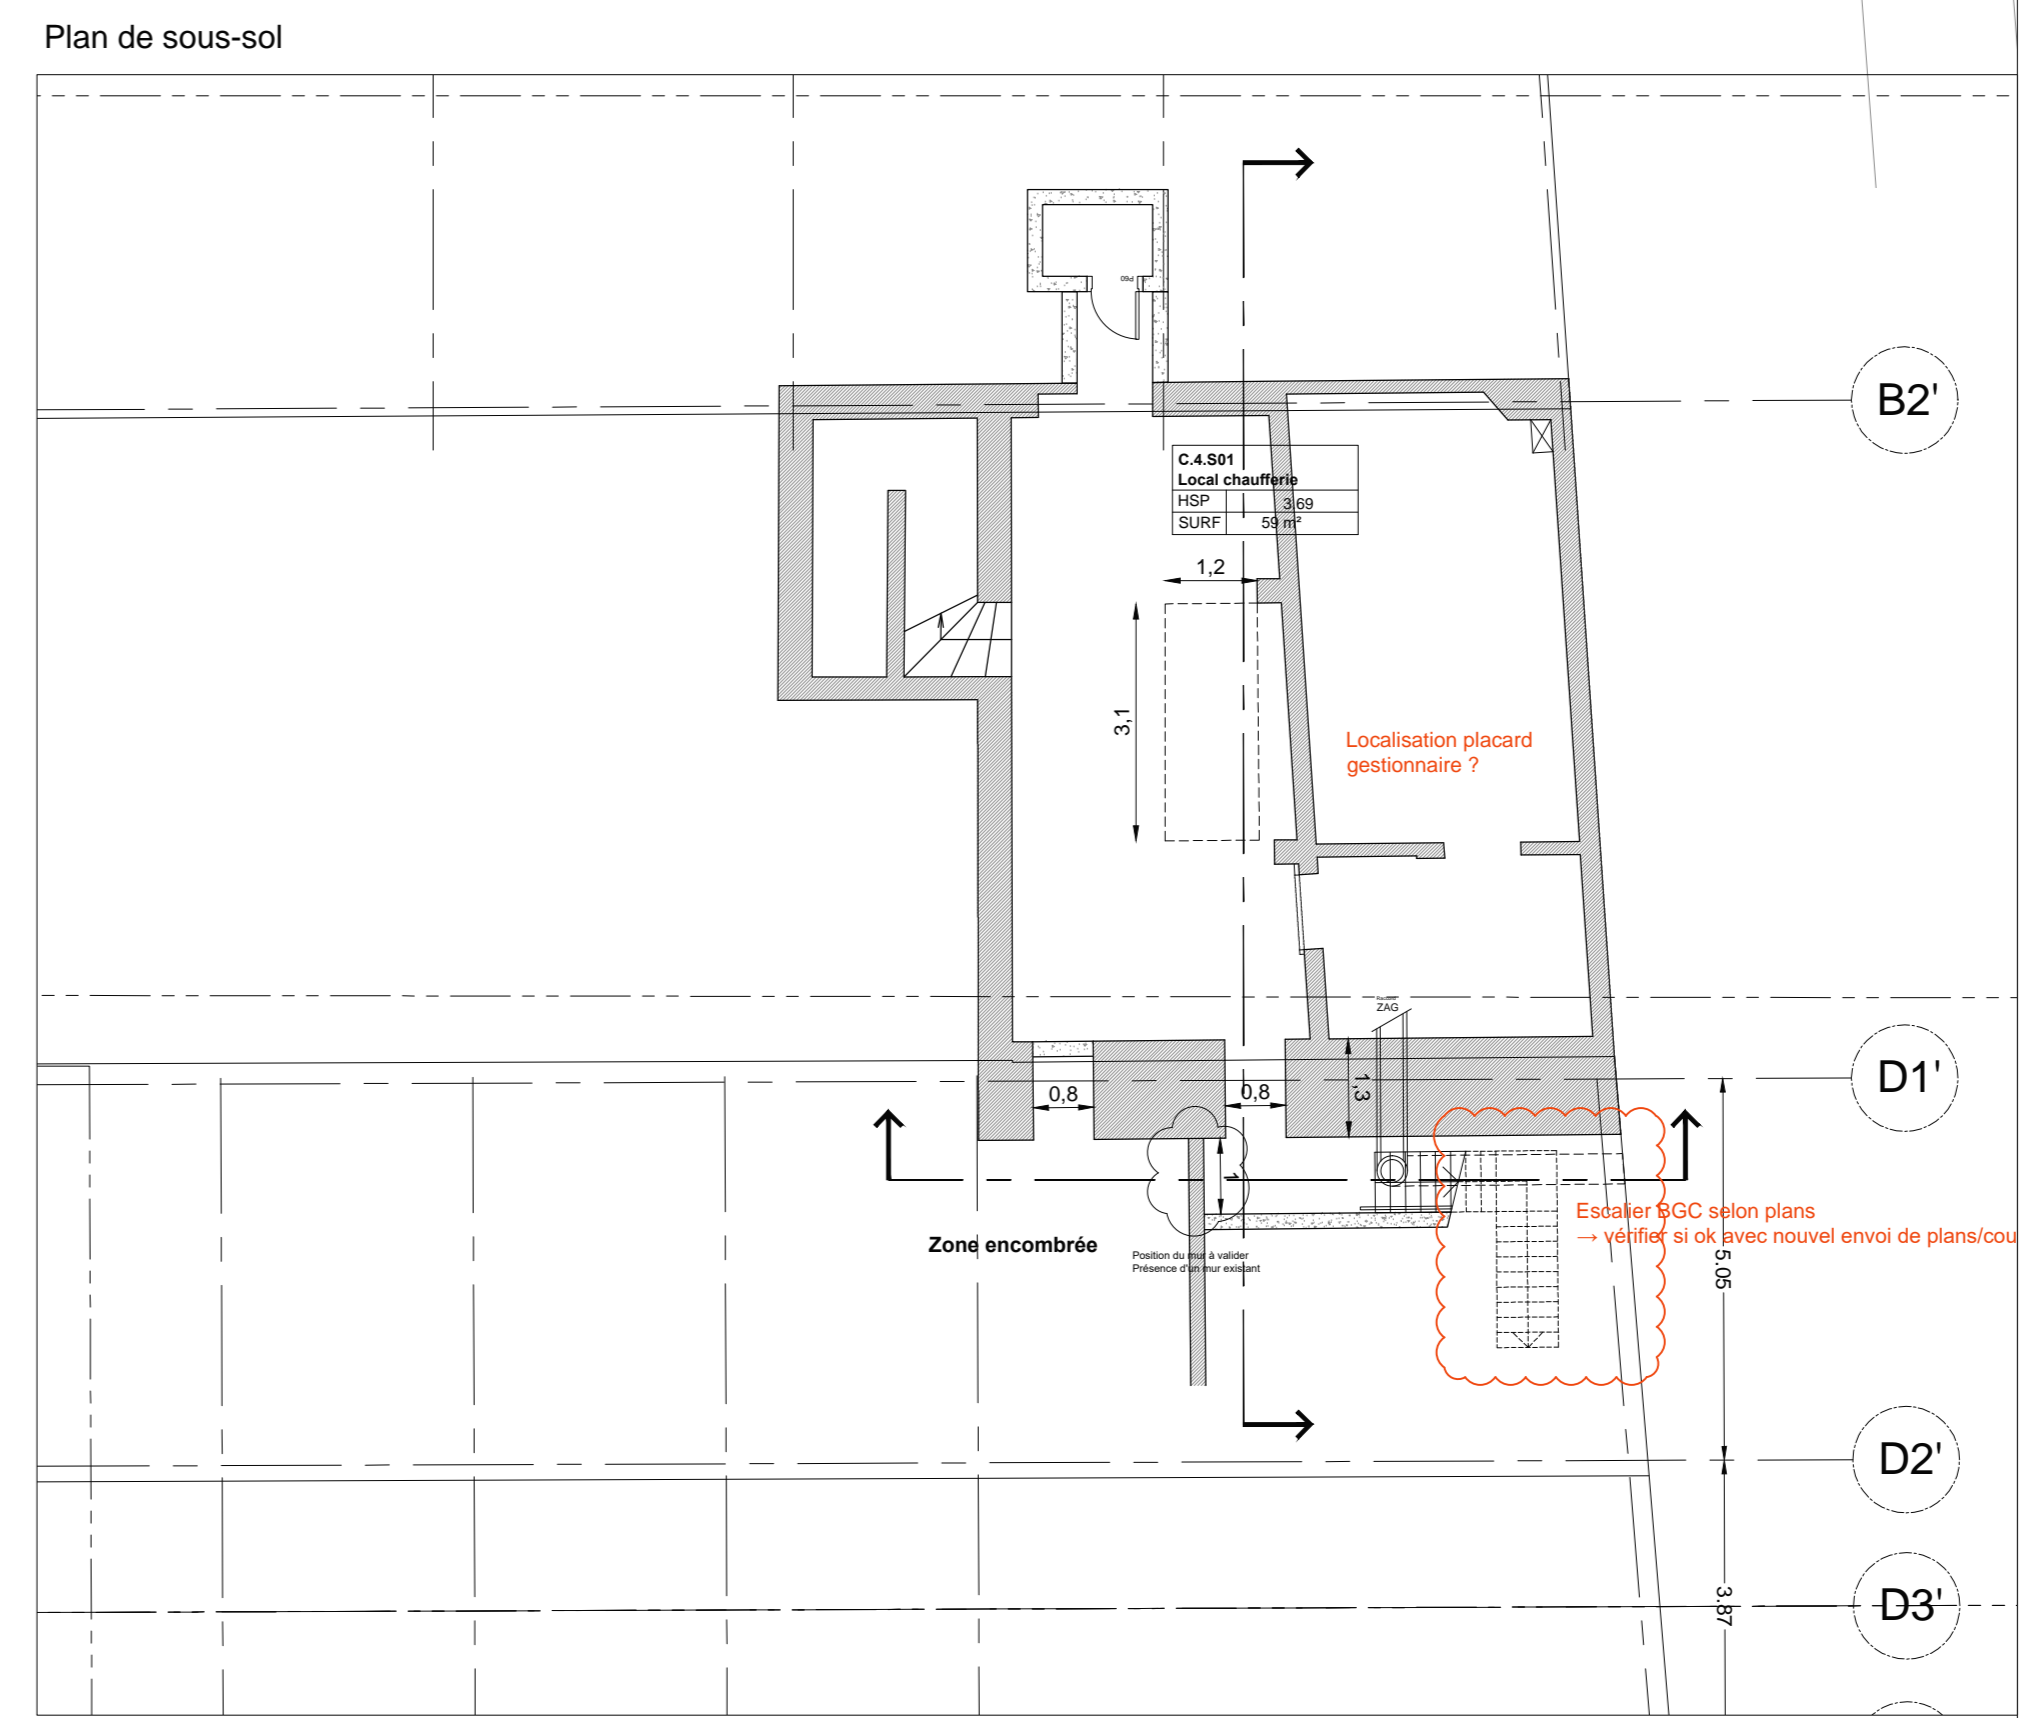 Plan de sous-sol
P60
B2'
C.4.S01
Local chaufferie
HSP 3,69
SURF 59 m²
1,2
3,1
Localisation placard
gestionnaire ?
ZAG
D1'
0,8
0,8
1,3
1
Escalier BGC selon plans
→ vérifier si ok avec nouvel envoi de plans/cou
Zone encombrée
Position du mur à valider
Présence d'un mur existant
5.05
D2'
3.87
D3'